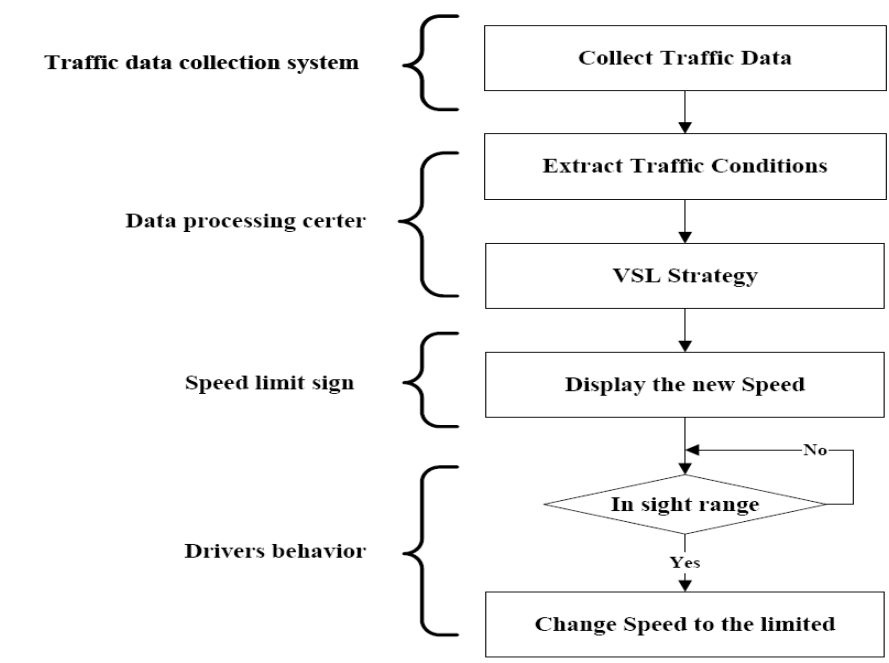 Traffic data collection system
Collect Traffic Data
Extract Traffic Conditions
Data processing certer
VSL Strategy
Speed limit sign
Display the new Speed
No
In sight range
Drivers behavior
Yes
Change Speed to the limited